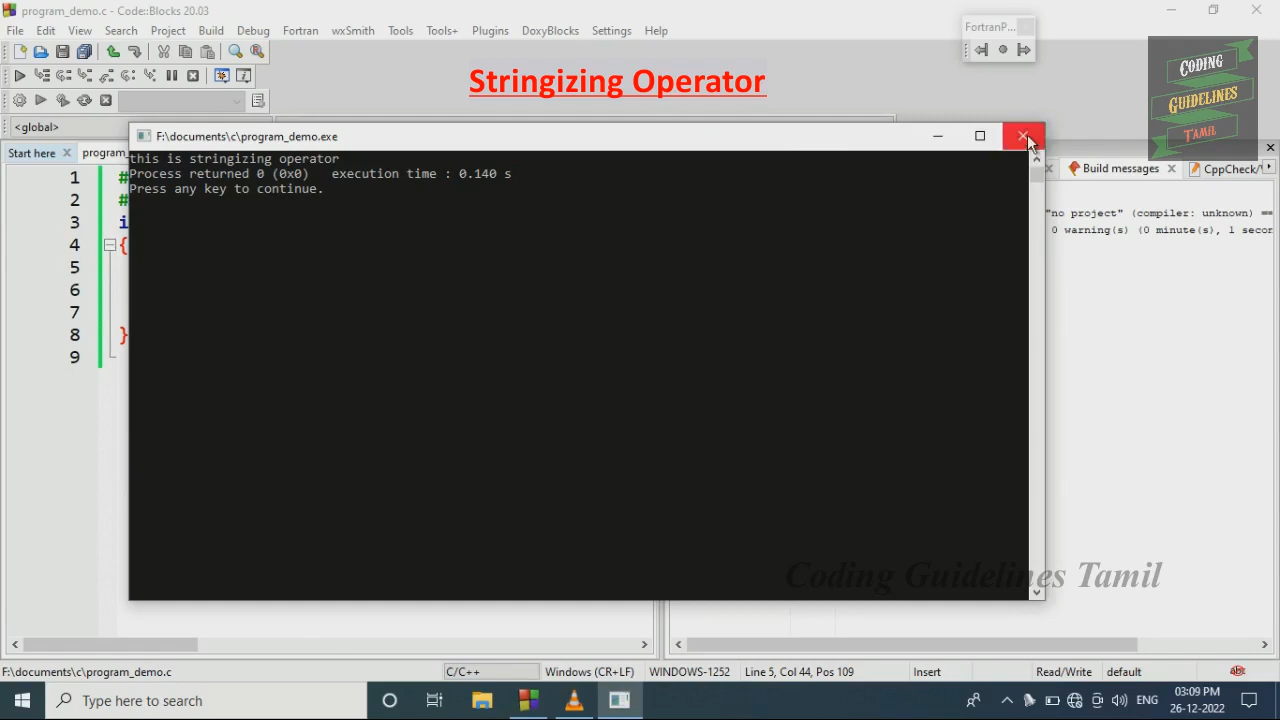 program_demo.c - Code::Blocks 20.03
File Edit View Search Project Build Debug Fortran wxSmith Tools Tools+ Plugins DoxyBlocks Settings Help
FortranP...
Stringizing Operator
CODING
GUIDELINES
TAMIL
<global>
F:\documents\c\program_demo.exe
Start here
program_
Build messages
CppCheck/
this is stringizing operator
Process returned 0 (0x0) execution time : 0.140 s
Press any key to continue.
1 #
2 #
3 i
4 {
5
6
7
8 }
9
"no project" (compiler: unknown) ==
0 warning(s) (0 minute(s), 1 secon
Coding Guidelines Tamil
F:\documents\c\program_demo.c C/C++ Windows (CR+LF) WINDOWS-1252 Line 5, Col 44, Pos 109 Insert Read/Write default
Type here to search
ENG
03:09 PM
26-12-2022